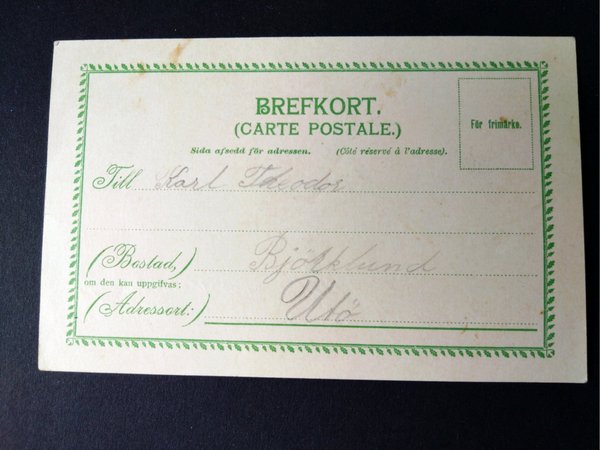 BREFKORT.
(CARTE POSTALE.)
För frimärke.
Sida afsedd för adressen. (Côté réservé à l'adresse).
Till Karl Theodor
(Bostad,) Björklund
om den kan uppgifvas;
(Adressort:) Utö